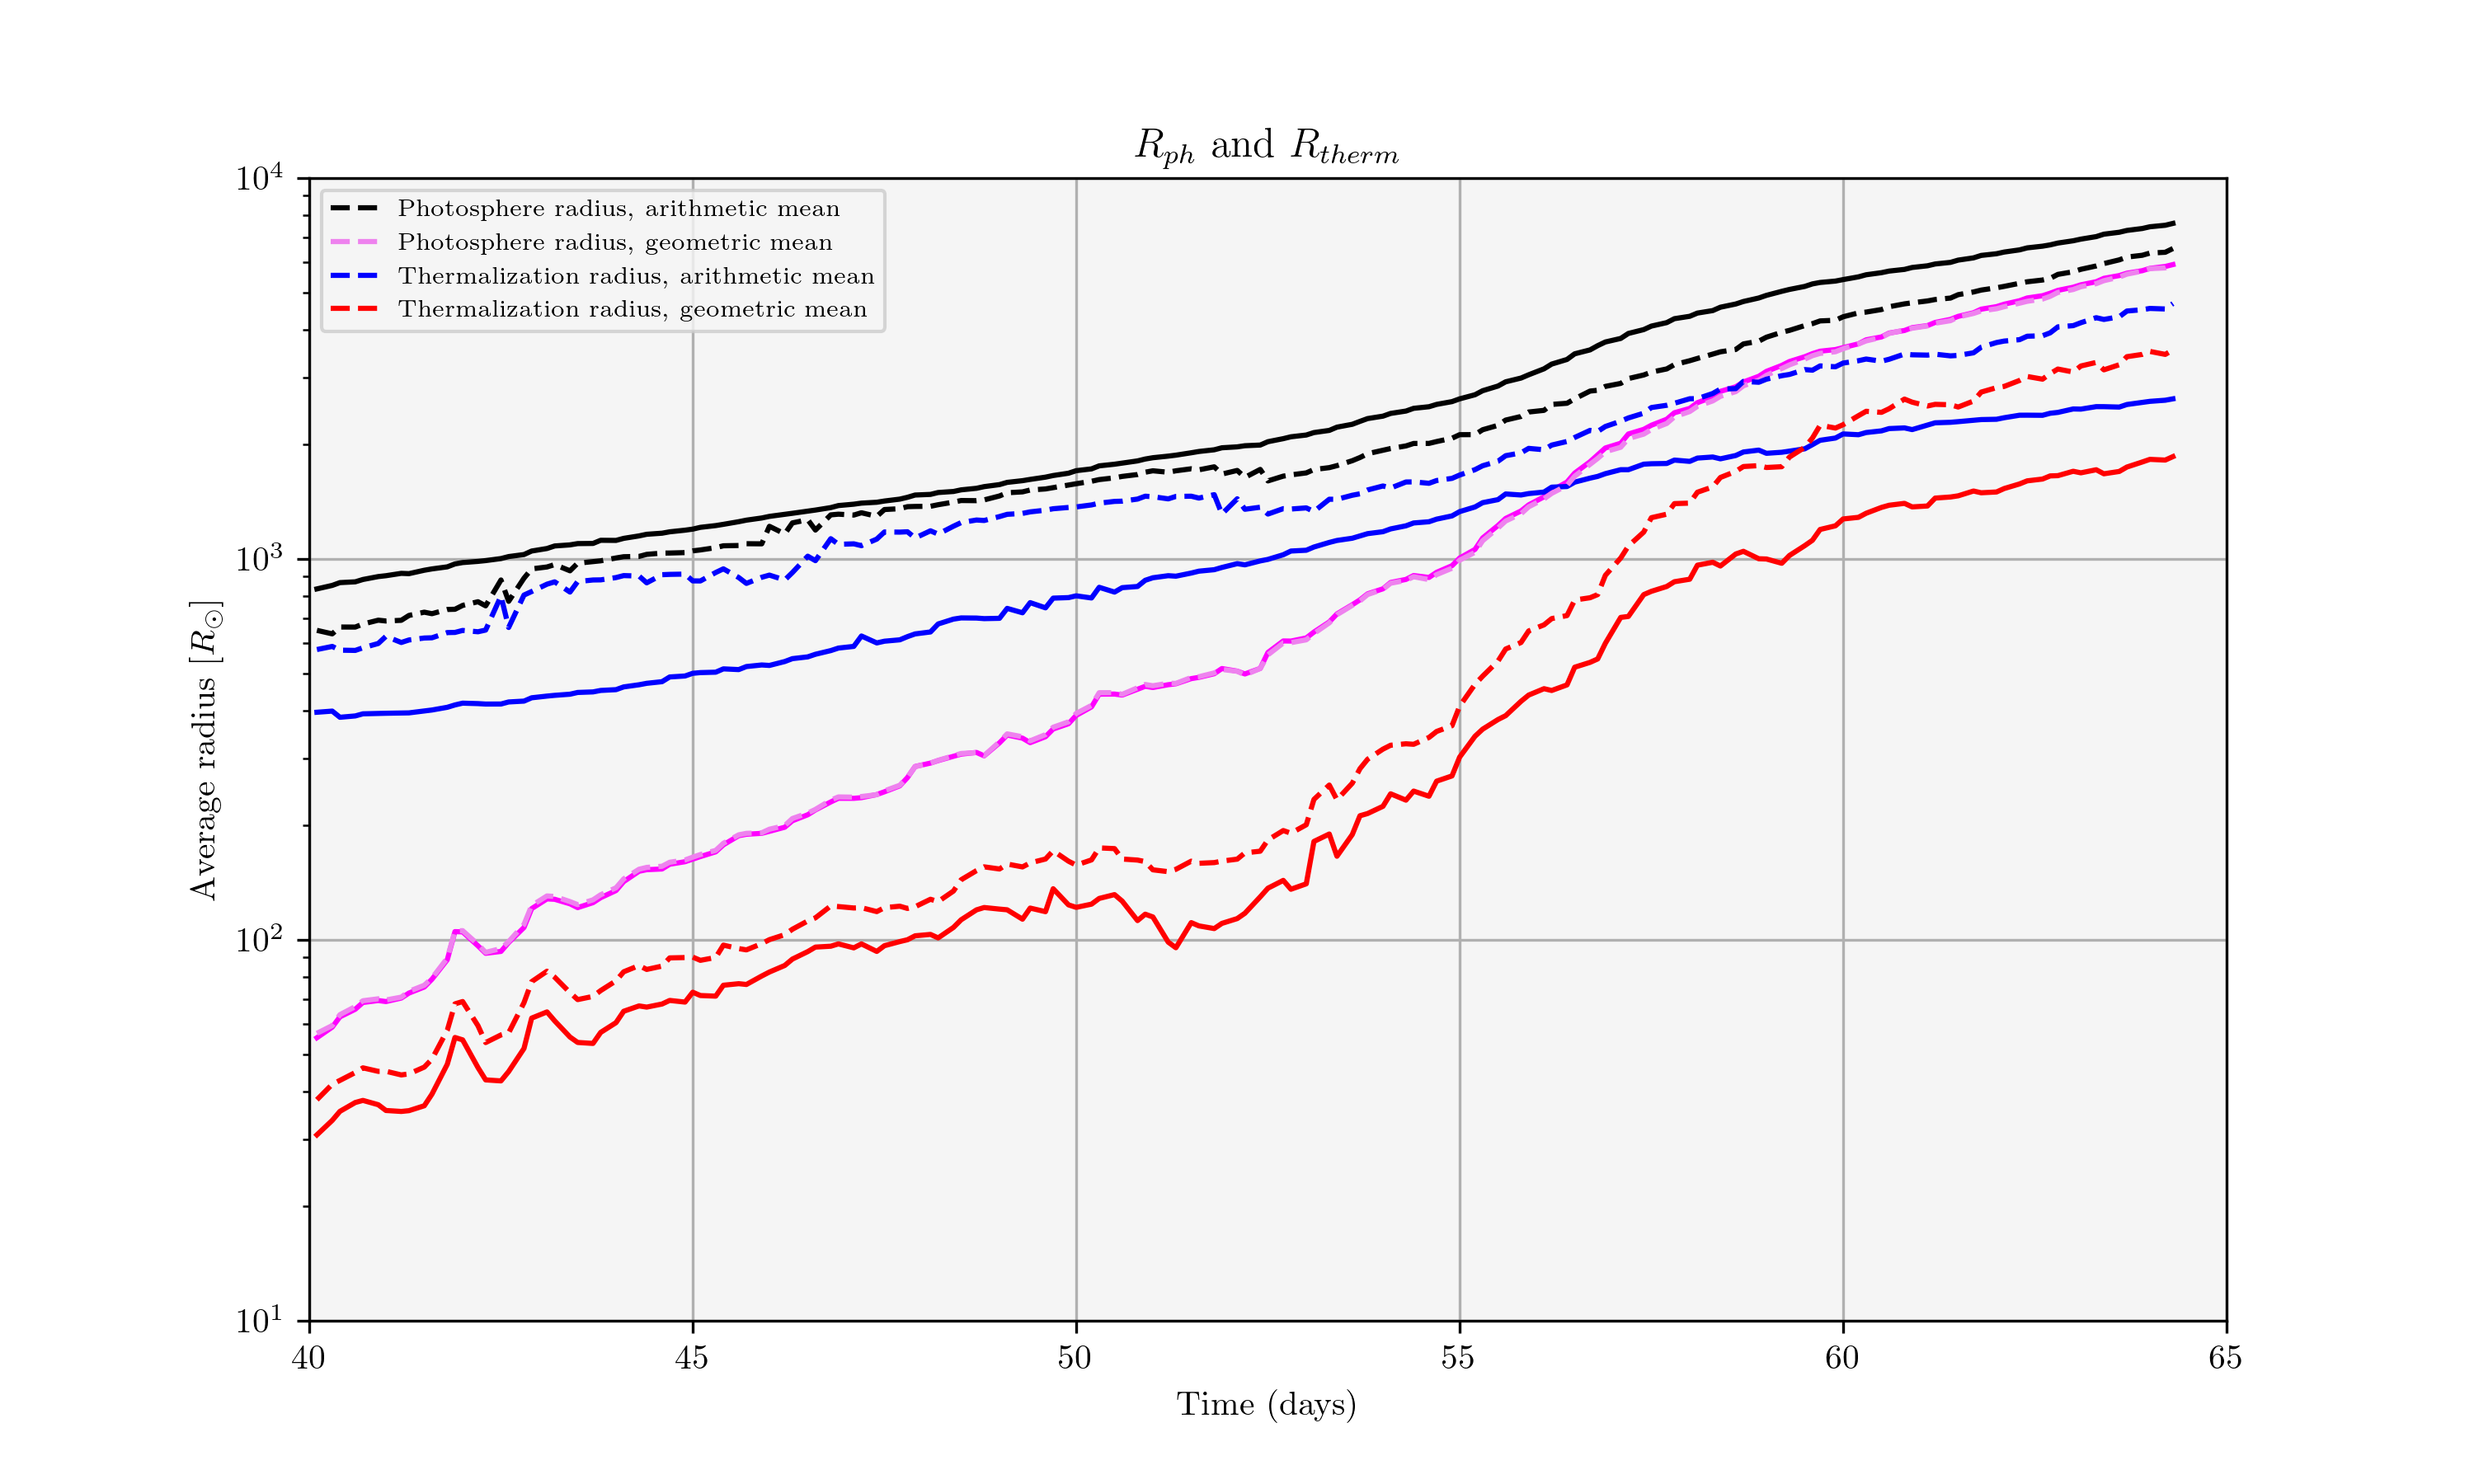 R_ph and R_therm
10^4
Photosphere radius, arithmetic mean
Photosphere radius, geometric mean
Thermalization radius, arithmetic mean
Thermalization radius, geometric mean
10^3
Average radius [R_⊙]
10^2
10^1
40 45 50 55 60 65
Time (days)